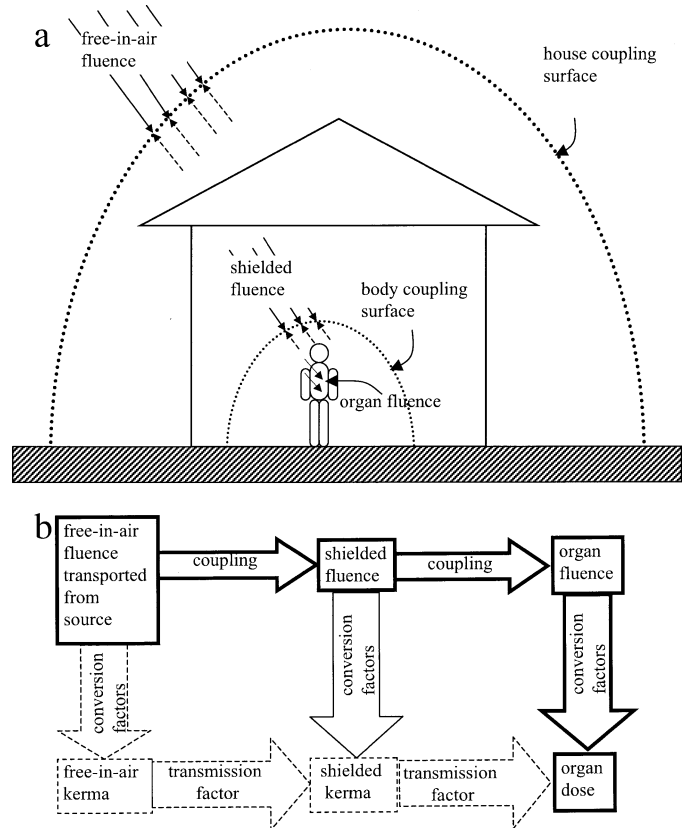 a
free-in-air
fluence
house coupling
surface
shielded
fluence
body coupling
surface
organ fluence
b
free-in-air
fluence
transported
from
source
coupling
shielded
fluence
coupling
organ
fluence
conversion
factors
conversion
factors
conversion
factors
free-in-air
kerma
transmission
factor
shielded
kerma
transmission
factor
organ
dose